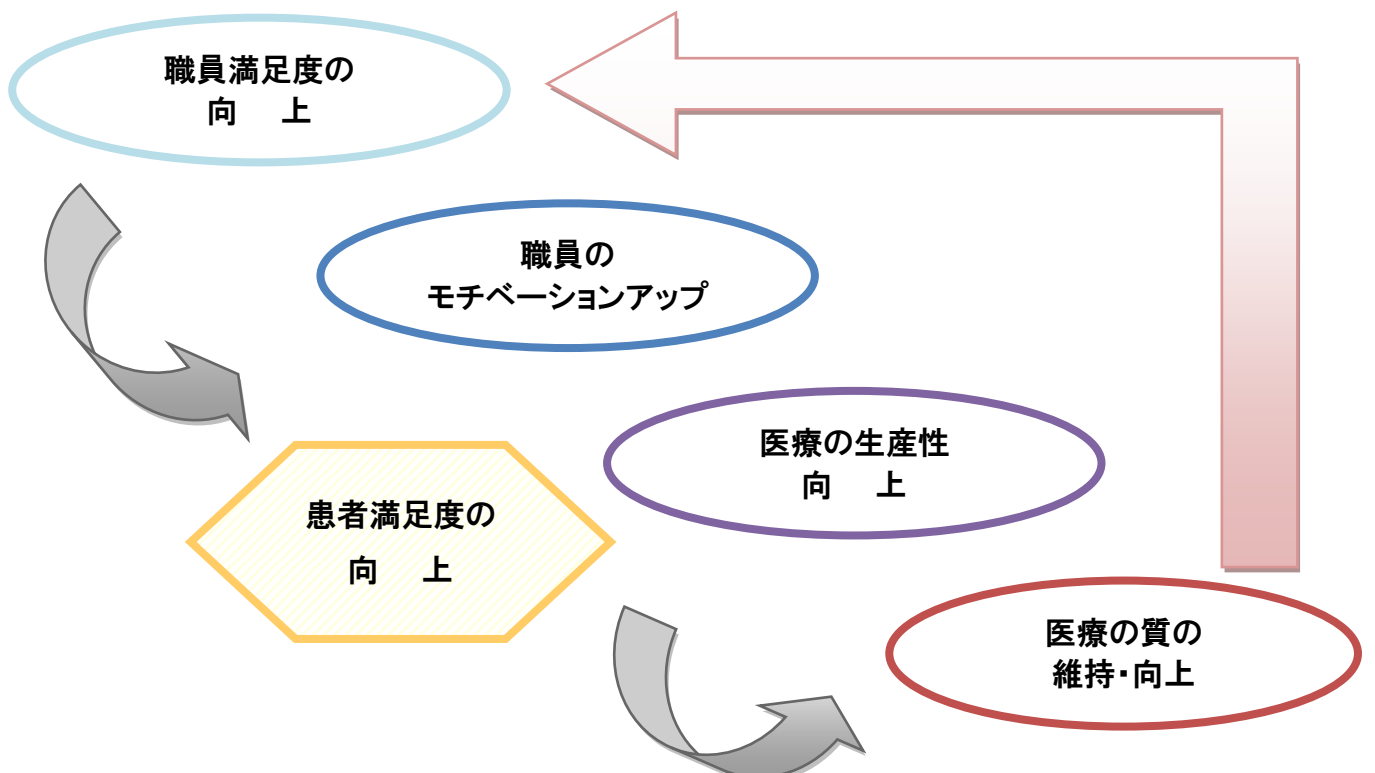 職員満足度の
向　上
職員の
モチベーションアップ
医療の生産性
向　上
患者満足度の
向　上
医療の質の
維持・向上